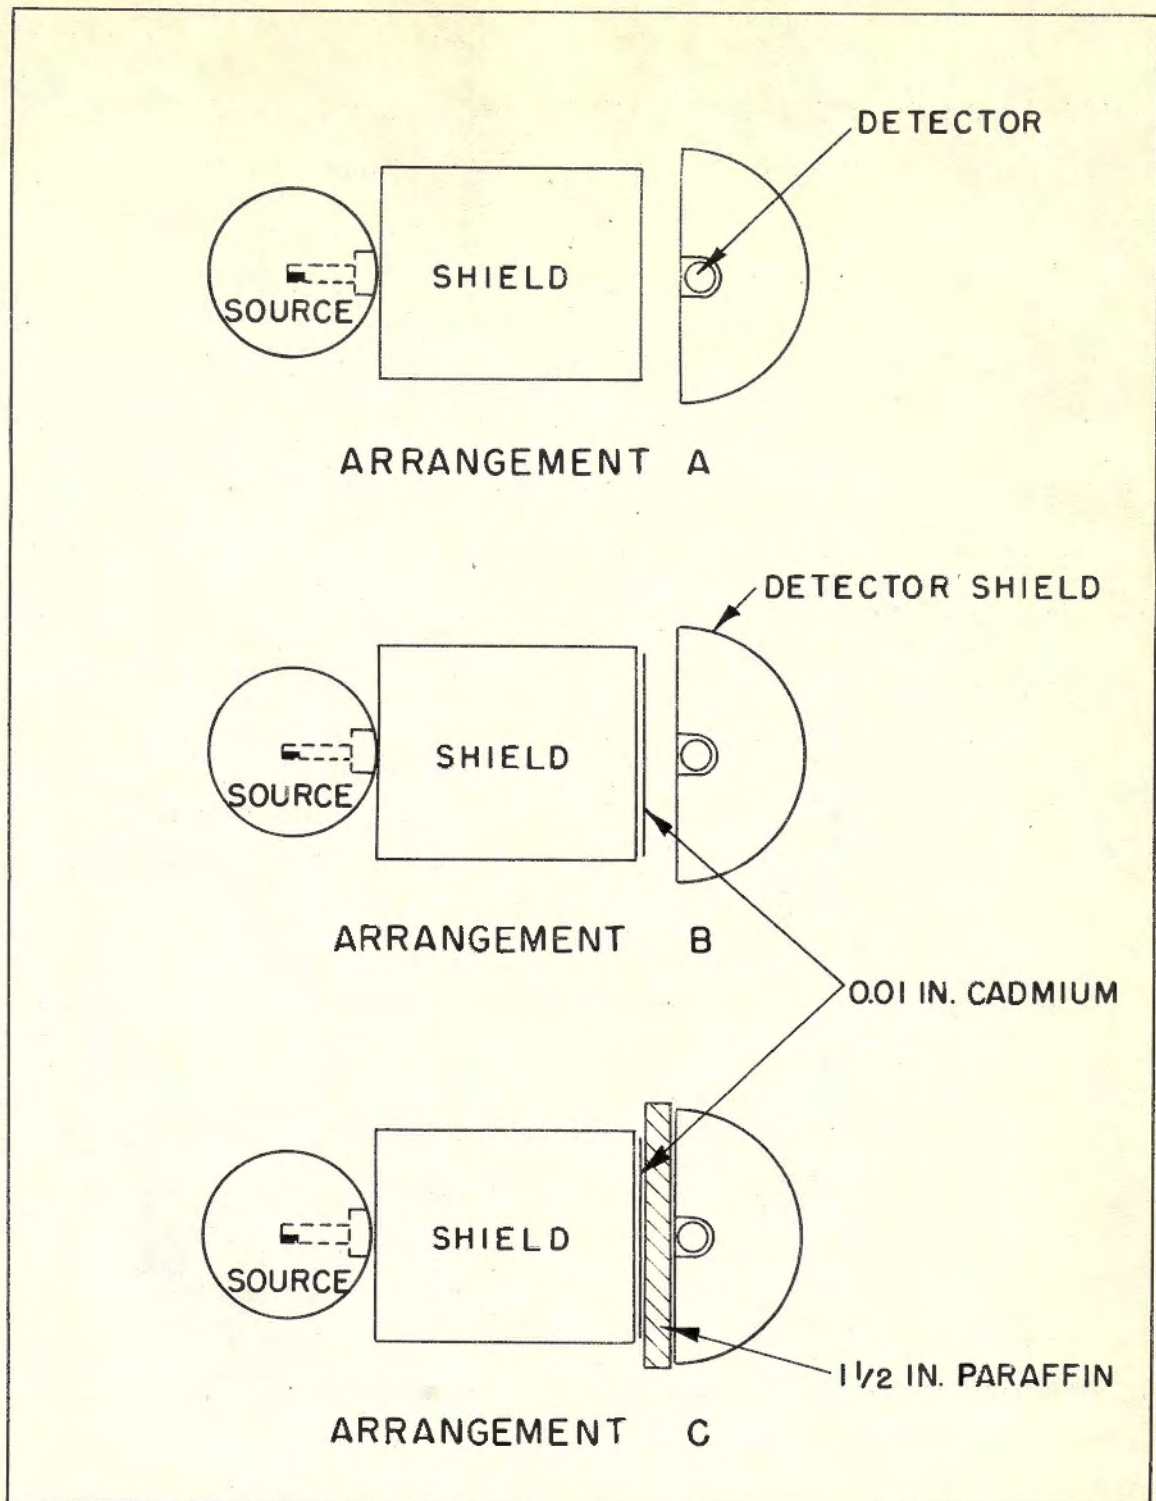 DETECTOR
SHIELD
SOURCE
ARRANGEMENT A
DETECTOR SHIELD
SHIELD
SOURCE
ARRANGEMENT B
0.01 IN. CADMIUM
SHIELD
SOURCE
1 1/2 IN. PARAFFIN
ARRANGEMENT C